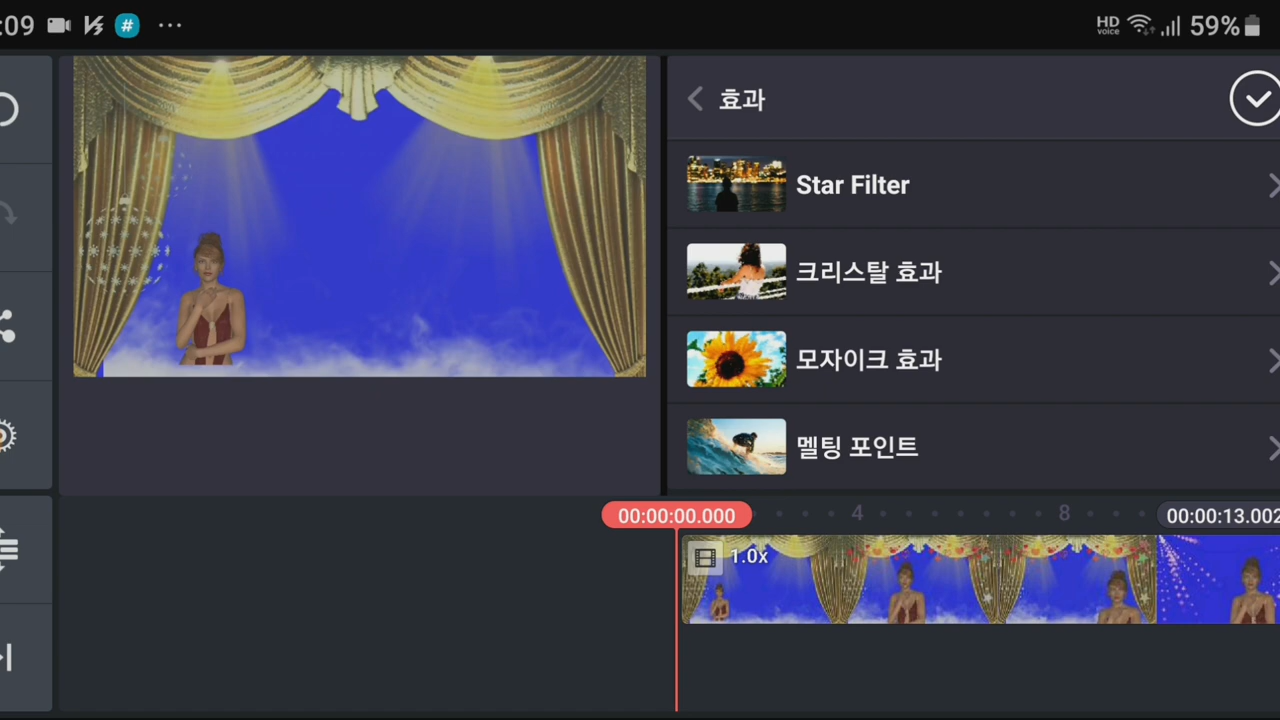 :09 # ...
HD voice 59%
효과
Star Filter
크리스탈 효과
모자이크 효과
멜팅 포인트
00:00:00.000 4 8 00:00:13.002
1.0x